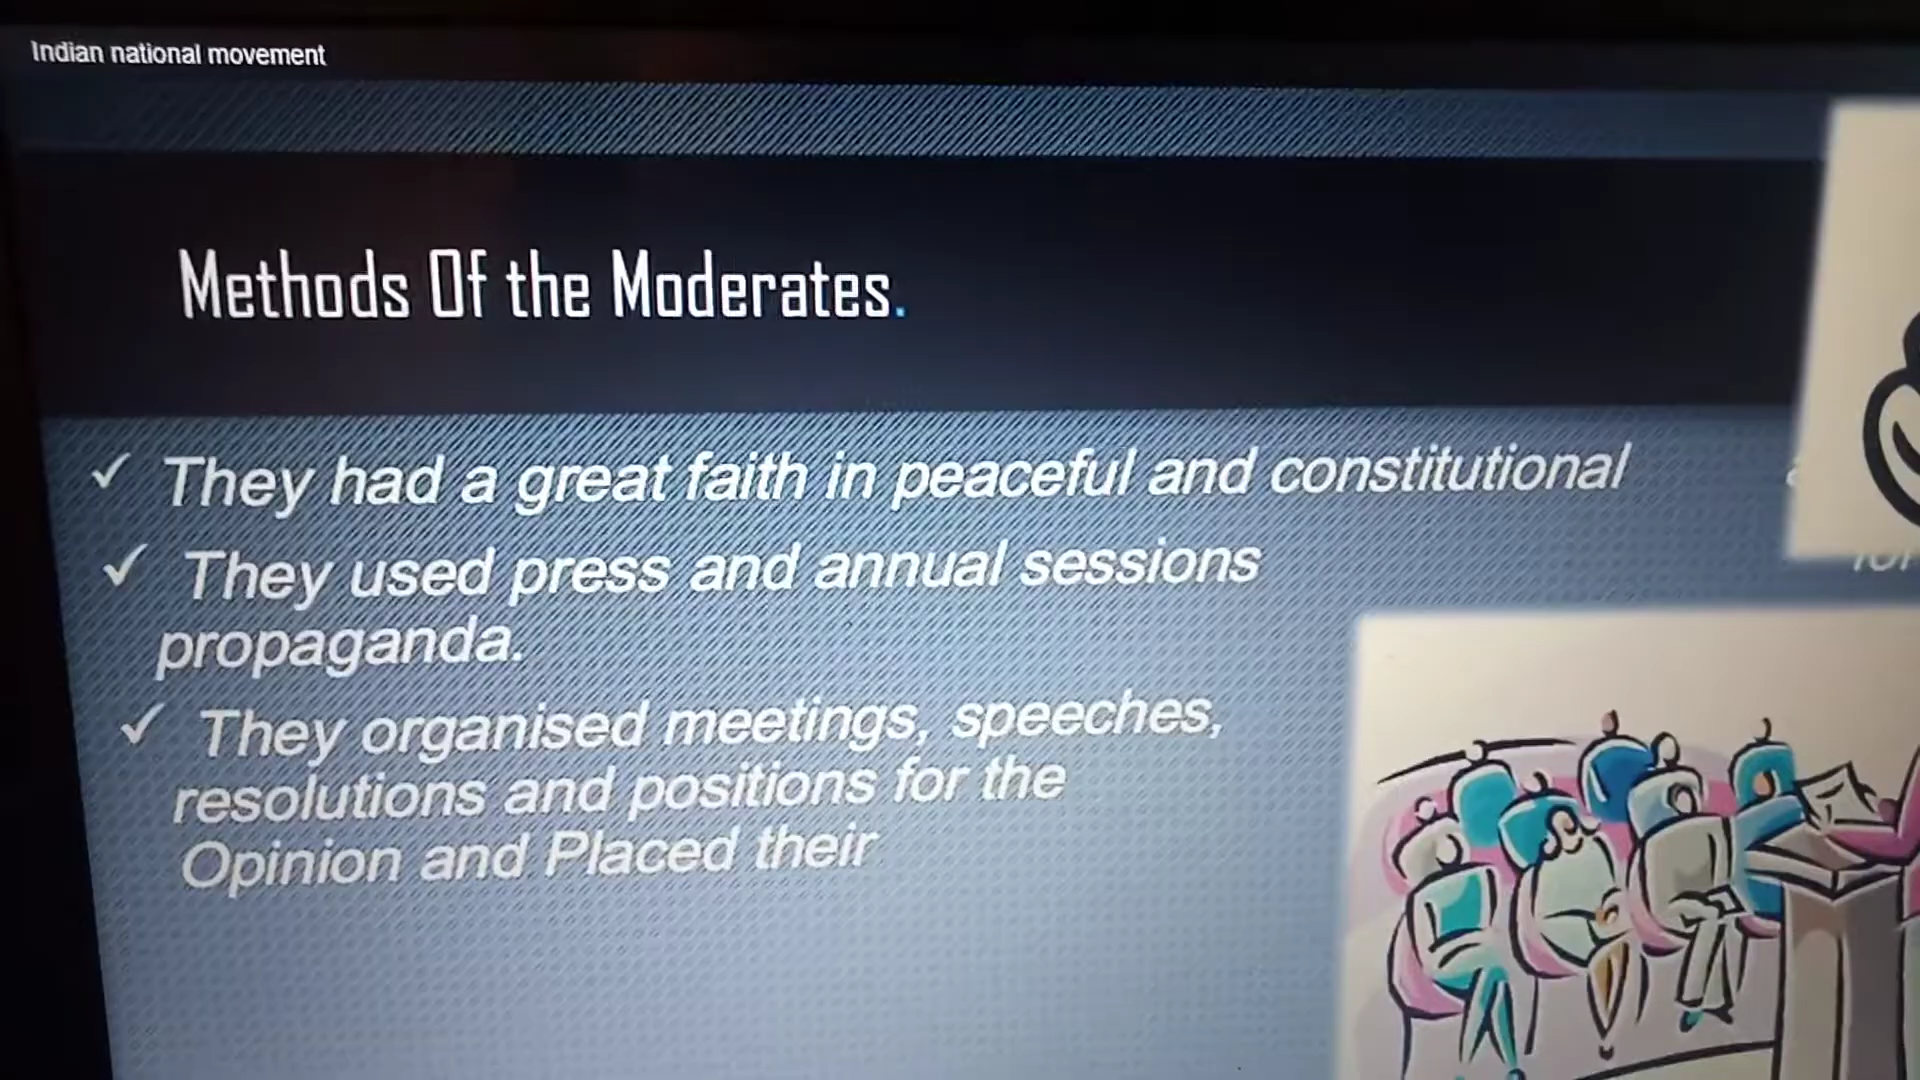 Indian national movement
Methods Of the Moderates.
✓ They had a great faith in peaceful and constitutional
✓ They used press and annual sessions
propaganda.
✓ They organised meetings, speeches,
resolutions and positions for the
Opinion and Placed their